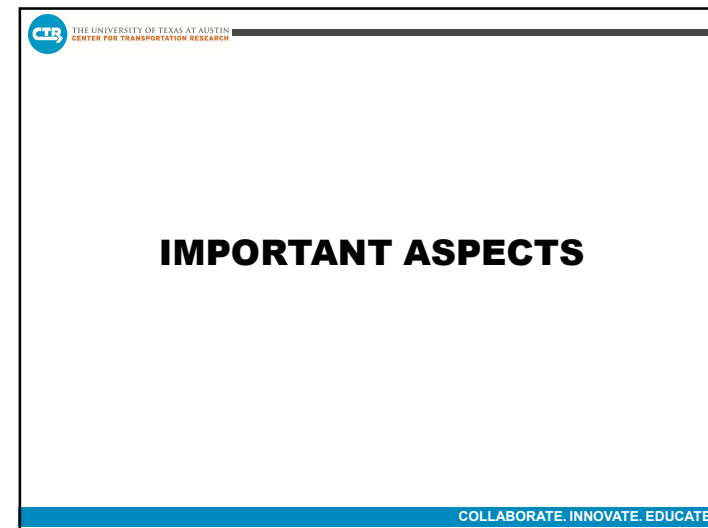 CTR
THE UNIVERSITY OF TEXAS AT AUSTIN
CENTER FOR TRANSPORTATION RESEARCH
IMPORTANT ASPECTS
COLLABORATE. INNOVATE. EDUCATE